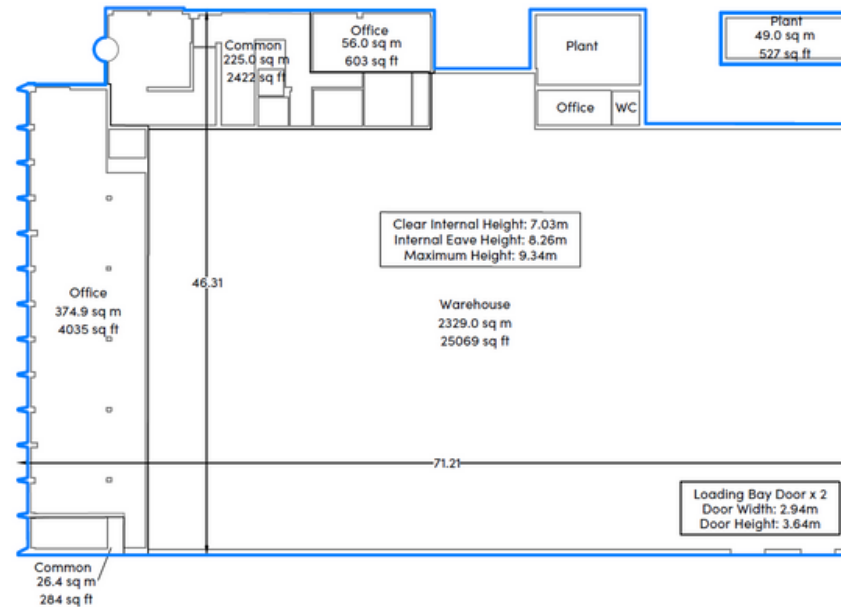 Office
56.0 sq m
603 sq ft
Common
225.0 sq m
2422 sq ft
Plant
Plant
49.0 sq m
527 sq ft
Office
WC
Clear Internal Height: 7.03m
Internal Eave Height: 8.26m
Maximum Height: 9.34m
46.31
Office
374.9 sq m
4035 sq ft
Warehouse
2329.0 sq m
25069 sq ft
71.21
Loading Bay Door x 2
Door Width: 2.94m
Door Height: 3.64m
Common
26.4 sq m
284 sq ft